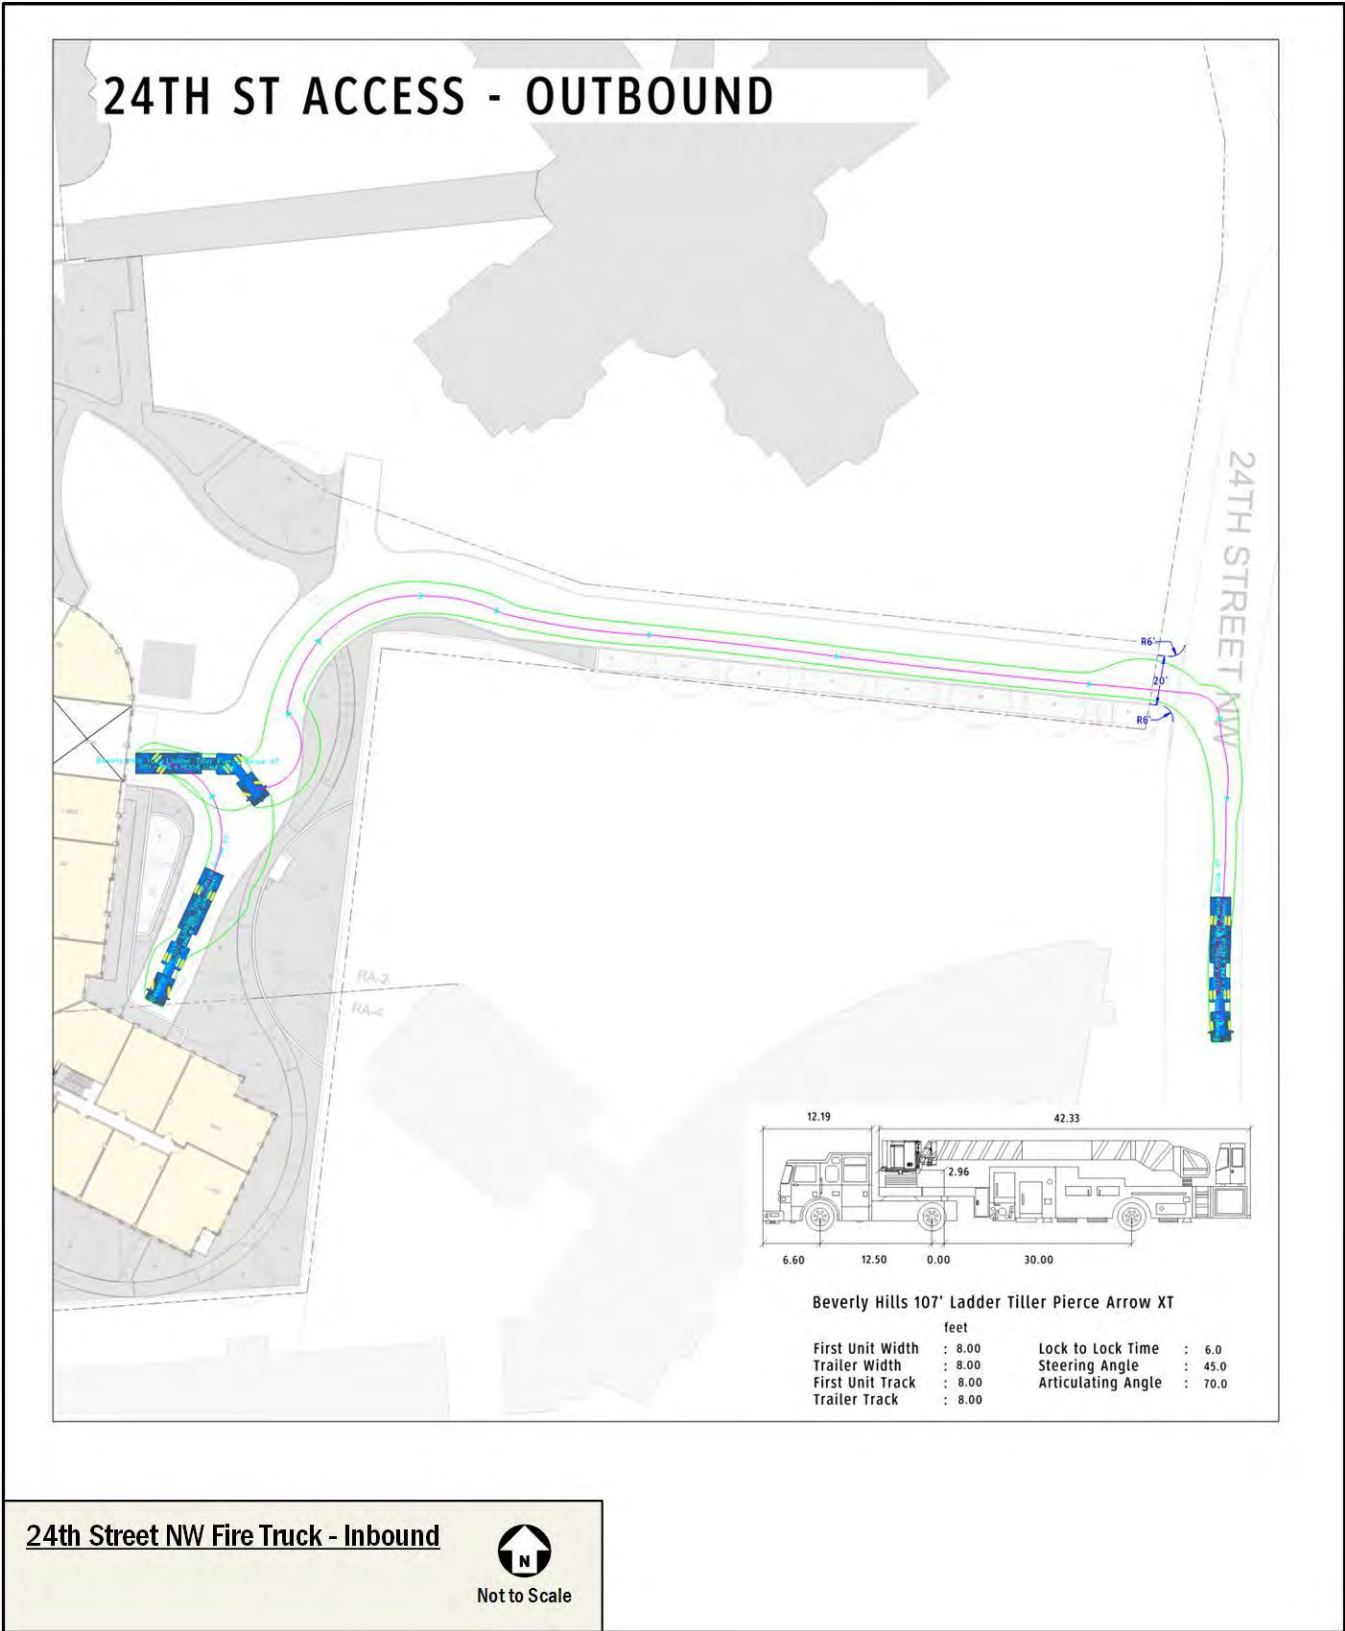 24TH ST ACCESS - OUTBOUND
24TH STREET NW
R6'
20'
R6'
RA-2
RA-4
12.19
42.33
2.96
6.60
12.50
0.00
30.00
Beverly Hills 107' Ladder Tiller Pierce Arrow XT
feet
First Unit Width : 8.00
Trailer Width : 8.00
First Unit Track : 8.00
Trailer Track : 8.00
Lock to Lock Time : 6.0
Steering Angle : 45.0
Articulating Angle : 70.0
24th Street NW Fire Truck - Inbound
N
Not to Scale